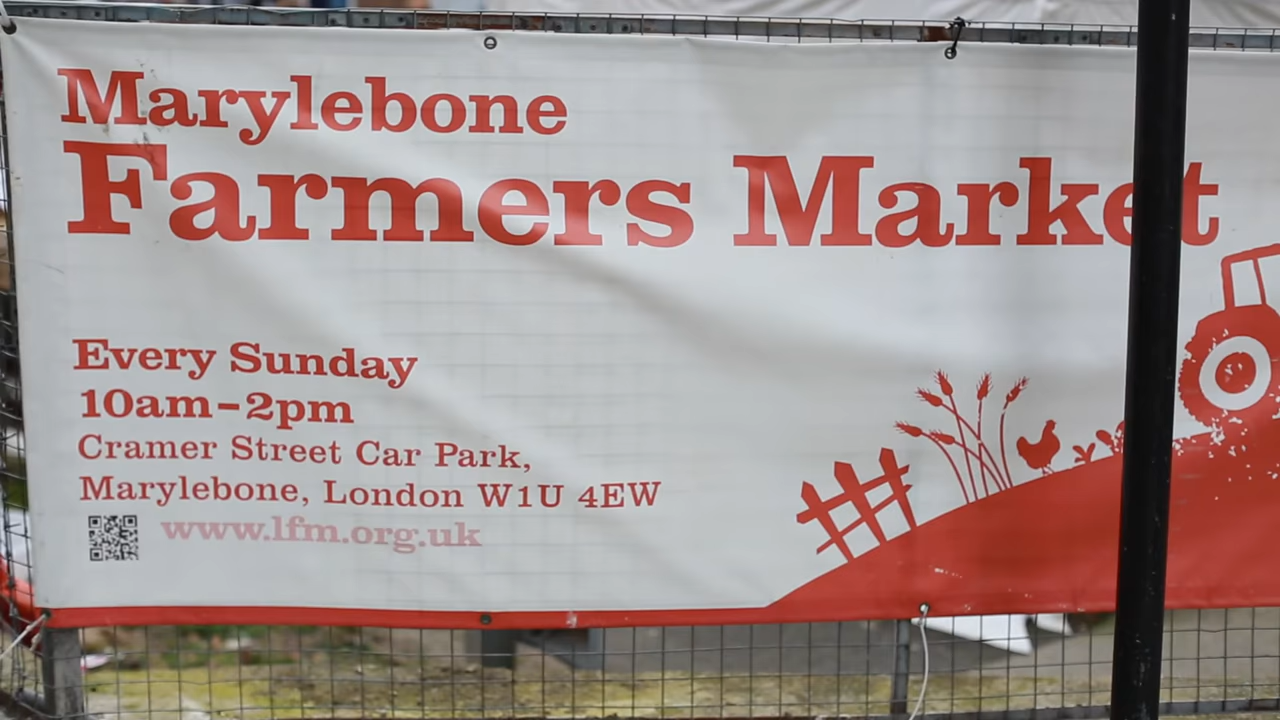 Marylebone
Farmers Market
Every Sunday
10am-2pm
Cramer Street Car Park,
Marylebone, London W1U 4EW
www.lfm.org.uk